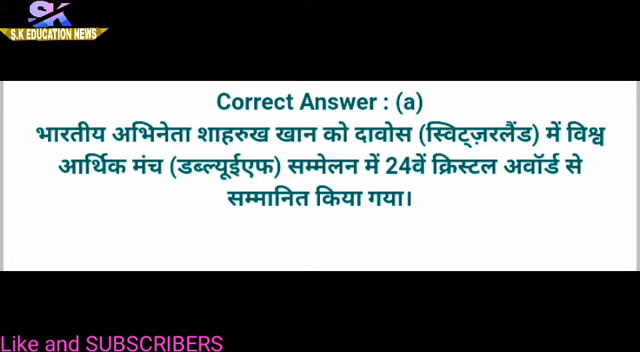 SK
S.K EDUCATION NEWS
Correct Answer : (a)
भारतीय अभिनेता शाहरुख खान को दावोस (स्विट्ज़रलैंड) में विश्व
आर्थिक मंच (डब्ल्यूईएफ) सम्मेलन में 24वें क्रिस्टल अवॉर्ड से
सम्मानित किया गया।
Like and SUBSCRIBERS